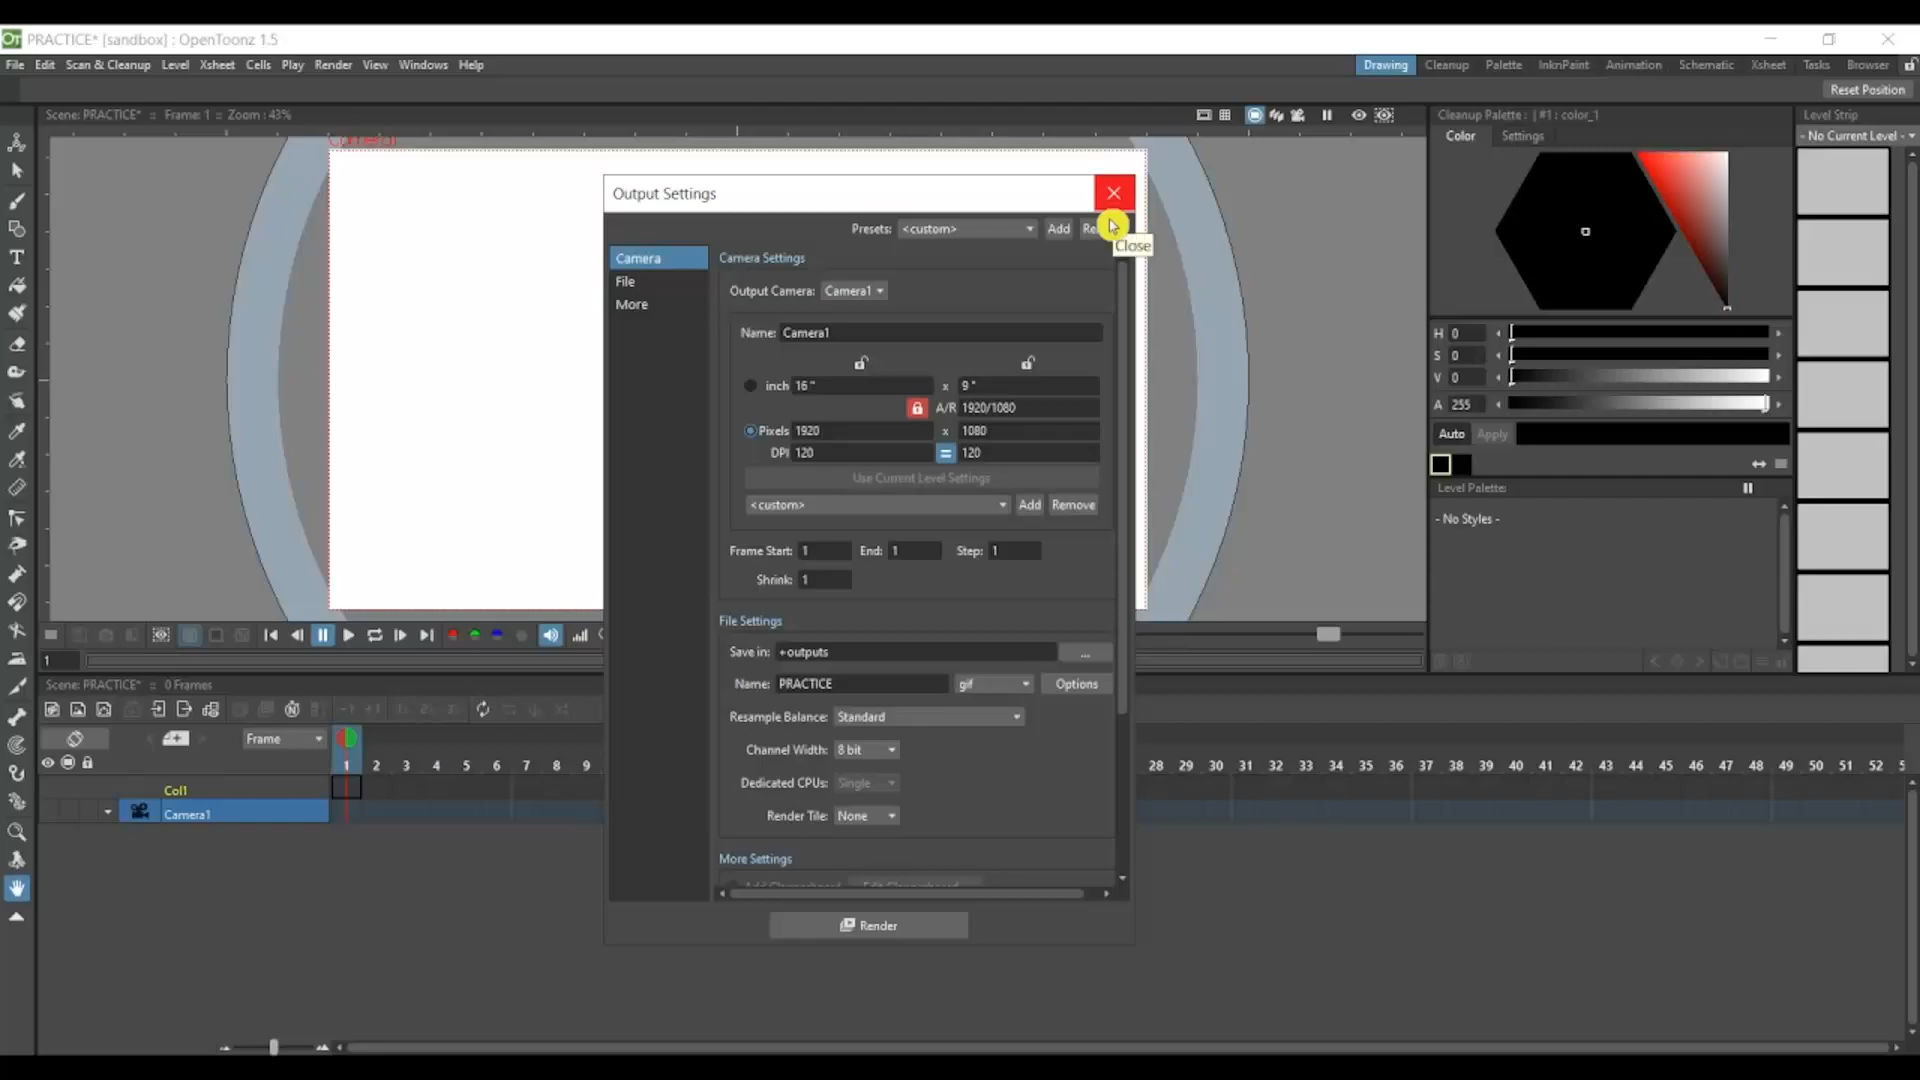 PRACTICE* [sandbox] : OpenToonz 1.5
File Edit Scan & Cleanup Level Xsheet Cells Play Render View Windows Help
Drawing Cleanup Palette InknPaint Animation Schematic Xsheet Tasks Browser
Reset Position
Scene: PRACTICE* :: Frame: 1 :: Zoom : 43%
Cleanup Palette: | #1 : color_1
Level Strip
Color Settings
- No Current Level -
Camera1
Output Settings
Presets: <custom> Add
Close
Camera
File
More
Camera Settings
Output Camera: Camera1
Name: Camera1
inch 16 " x 9 "
A/R 1920/1080
Pixels 1920 x 1080
DPI 120 = 120
Use Current Level Settings
<custom> Add Remove
Frame Start: 1 End: 1 Step: 1
Shrink: 1
File Settings
Save in: +outputs ...
Name: PRACTICE gif Options
Resample Balance: Standard
Channel Width: 8 bit
Dedicated CPUs: Single
Render Tile: None
More Settings
Render
H 0
S 0
V 0
A 255
Auto Apply
Level Palette:
- No Styles -
1
Scene: PRACTICE* :: 0 Frames
Frame
1 2 3 4 5 6 7 8 9 28 29 30 31 32 33 34 35 36 37 38 39 40 41 42 43 44 45 46 47 48 49 50 51 52 5
Col1
Camera1